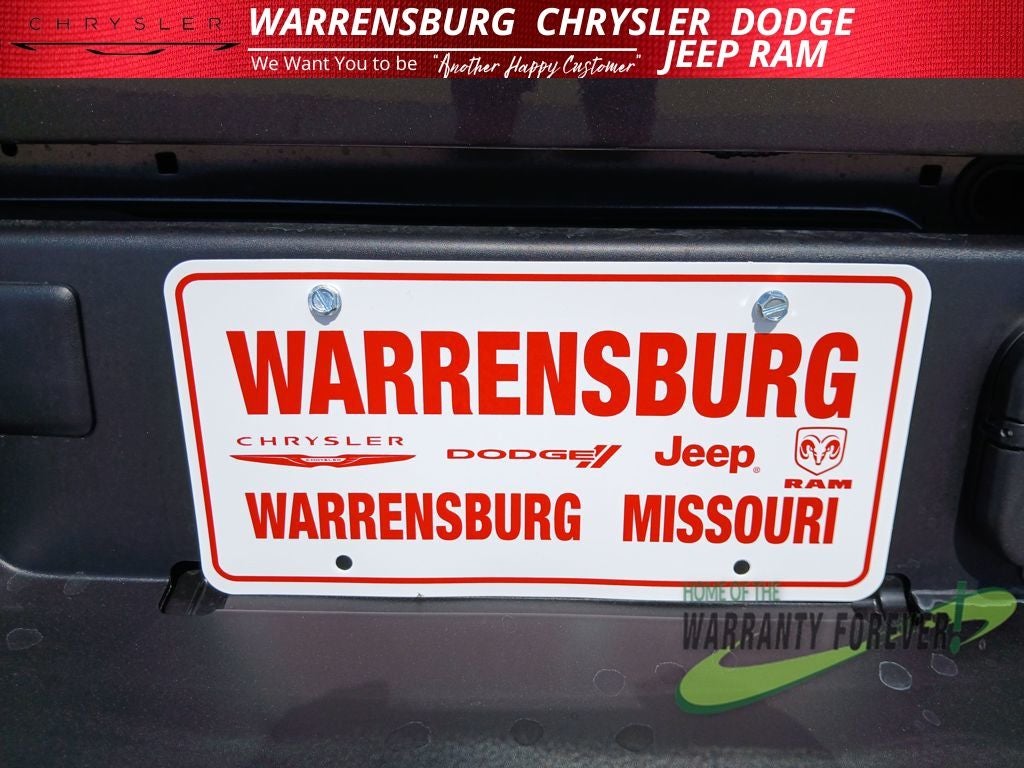 CHRYSLER
WARRENSBURG CHRYSLER DODGE
JEEP RAM
We Want You to be "Another Happy Customer"
WARRENSBURG
CHRYSLER DODGE Jeep® RAM
WARRENSBURG MISSOURI
HOME OF THE
WARRANTY FOREVER!